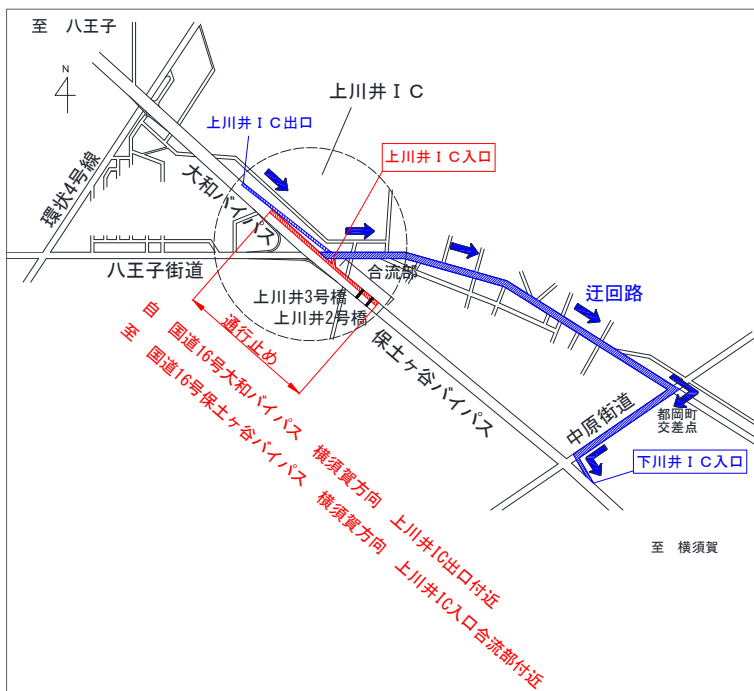 至　八王子
N
上川井ＩＣ
上川井ＩＣ出口
上川井ＩＣ入口
環状4号線
大和バイパス
八王子街道
合流部
迂回路
上川井3号橋
上川井2号橋
通行止め
保土ヶ谷バイパス
中原街道
都岡町
交差点
下川井ＩＣ入口
自　国道16号大和バイパス　横須賀方向　上川井IC出口付近
至　国道16号保土ヶ谷バイパス　横須賀方向　上川井IC入口合流部付近
至　横須賀